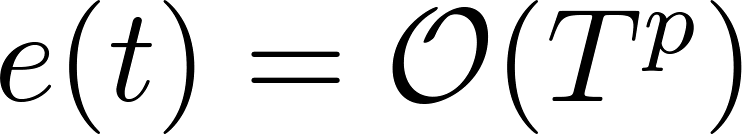 e(t) = 𝒪(T^p)